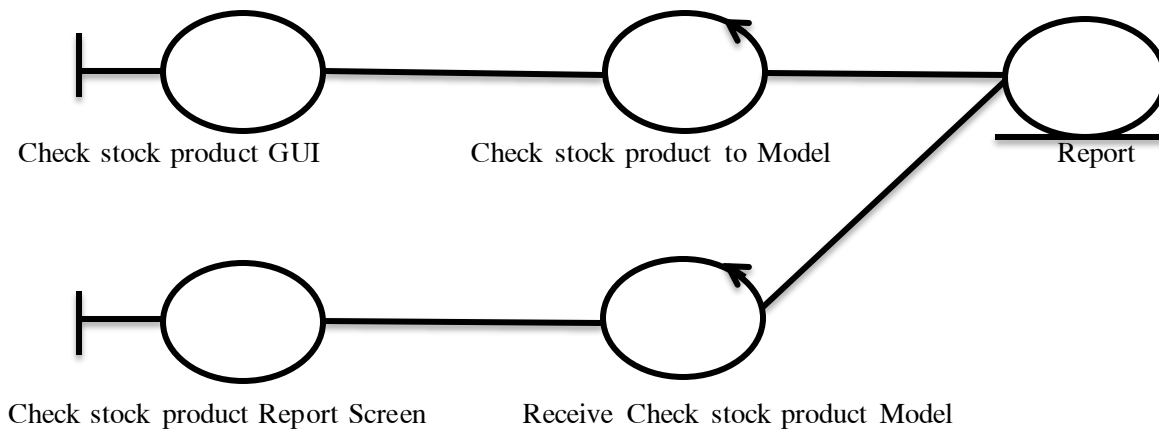 Check stock product GUI
Check stock product to Model
Report
Check stock product Report Screen
Receive Check stock product Model